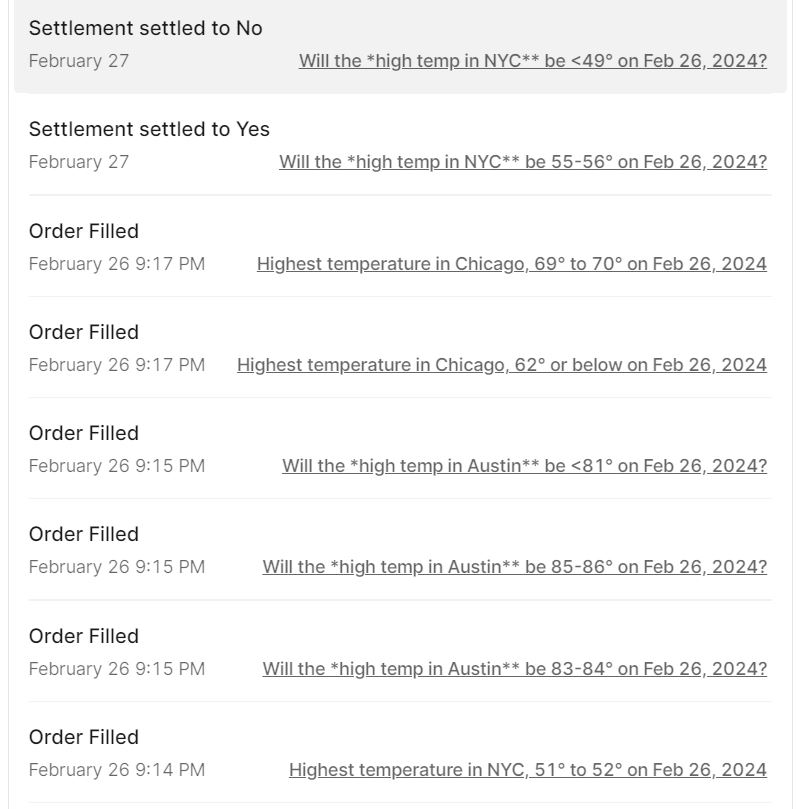 Settlement settled to No
February 27 Will the *high temp in NYC** be <49° on Feb 26, 2024?
Settlement settled to Yes
February 27 Will the *high temp in NYC** be 55-56° on Feb 26, 2024?
Order Filled
February 26 9:17 PM Highest temperature in Chicago, 69° to 70° on Feb 26, 2024
Order Filled
February 26 9:17 PM Highest temperature in Chicago, 62° or below on Feb 26, 2024
Order Filled
February 26 9:15 PM Will the *high temp in Austin** be <81° on Feb 26, 2024?
Order Filled
February 26 9:15 PM Will the *high temp in Austin** be 85-86° on Feb 26, 2024?
Order Filled
February 26 9:15 PM Will the *high temp in Austin** be 83-84° on Feb 26, 2024?
Order Filled
February 26 9:14 PM Highest temperature in NYC, 51° to 52° on Feb 26, 2024